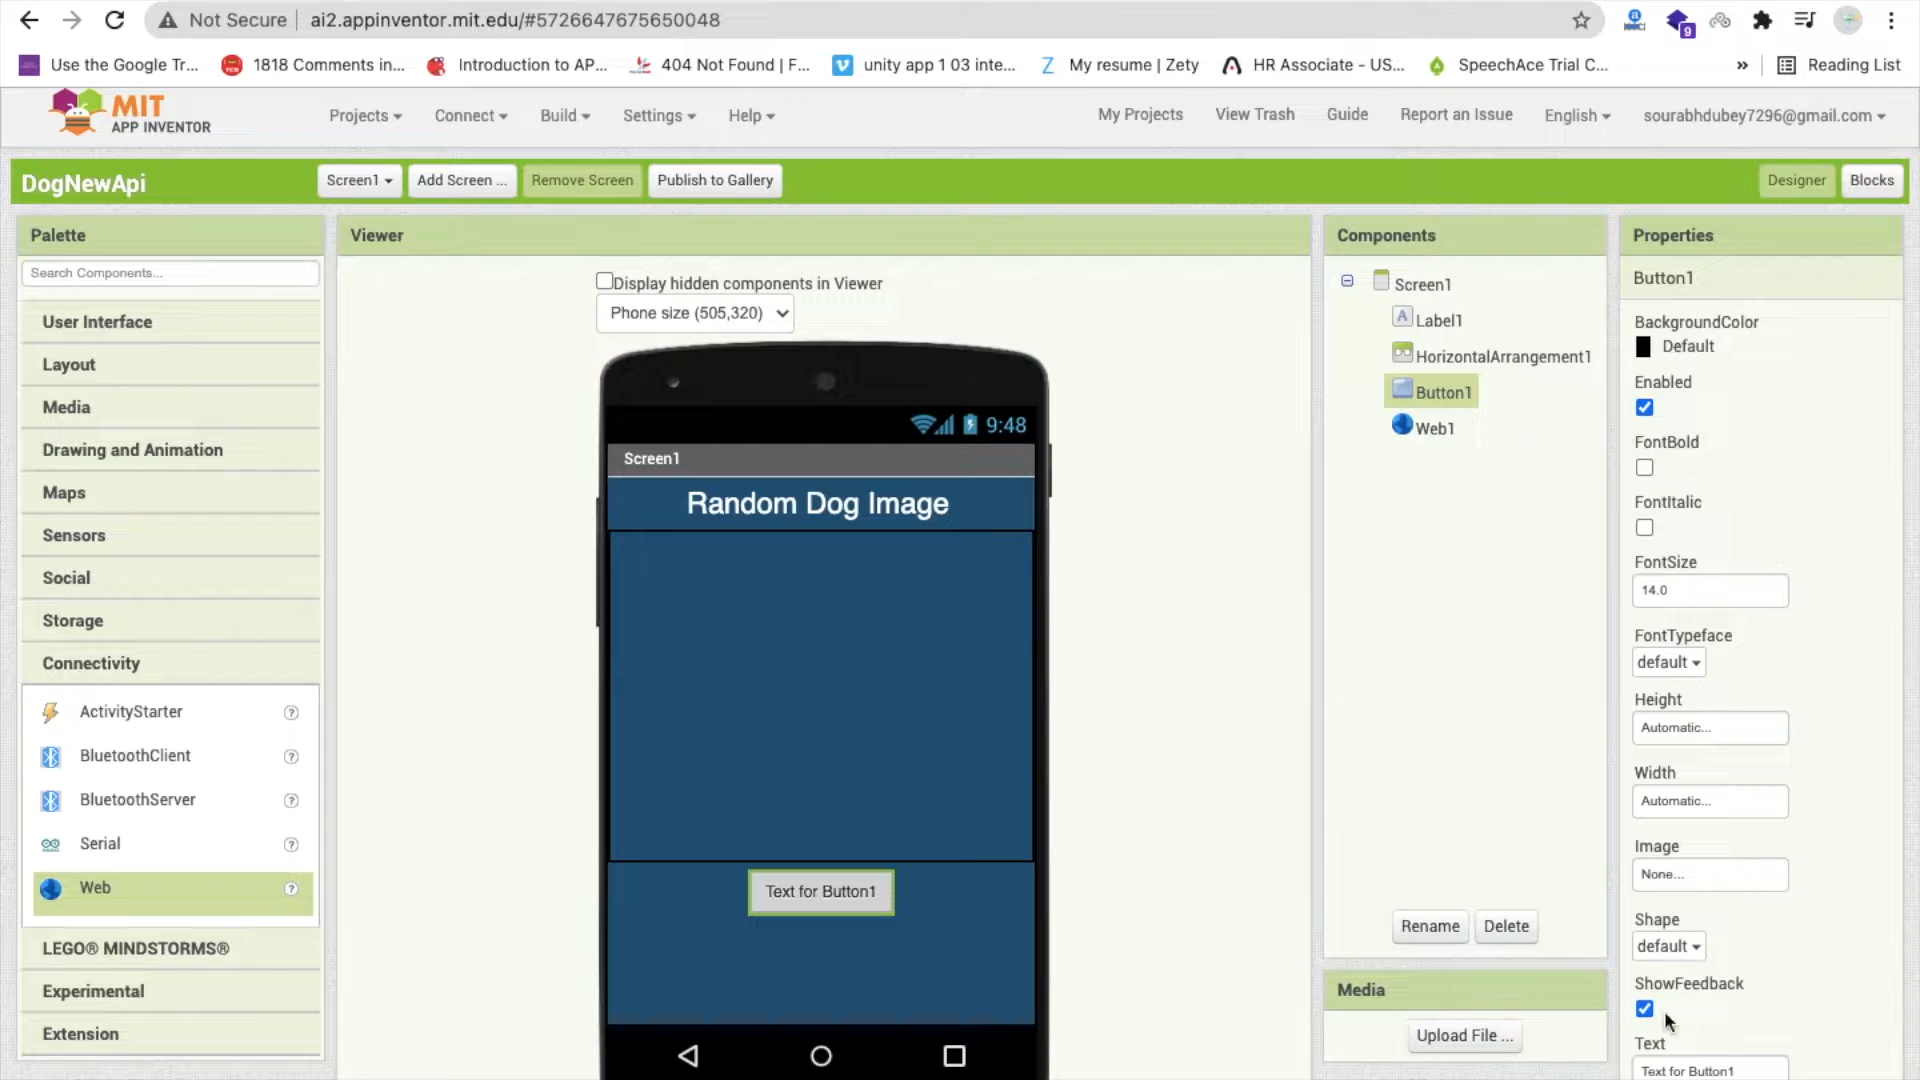 Not Secure
ai2.appinventor.mit.edu/#5726647675650048
9
Use the Google Tr...
1818 Comments in...
Introduction to AP...
404 Not Found | F...
unity app 1 03 inte...
My resume | Zety
HR Associate - US...
SpeechAce Trial C...
»
Reading List
MIT
APP INVENTOR
Projects
Connect
Build
Settings
Help
My Projects
View Trash
Guide
Report an Issue
English
sourabhdubey7296@gmail.com
DogNewApi
Screen1
Add Screen ...
Remove Screen
Publish to Gallery
Designer
Blocks
Palette
Search Components...
User Interface
Layout
Media
Drawing and Animation
Maps
Sensors
Social
Storage
Connectivity
ActivityStarter ?
BluetoothClient ?
BluetoothServer ?
Serial ?
Web ?
LEGO® MINDSTORMS®
Experimental
Extension
Viewer
Display hidden components in Viewer
Phone size (505,320)
9:48
Screen1
Random Dog Image
Text for Button1
Components
Screen1
A Label1
HorizontalArrangement1
Button1
Web1
Rename
Delete
Media
Upload File ...
Properties
Button1
BackgroundColor
Default
Enabled
FontBold
FontItalic
FontSize
14.0
FontTypeface
default
Height
Automatic...
Width
Automatic...
Image
None...
Shape
default
ShowFeedback
Text
Text for Button1